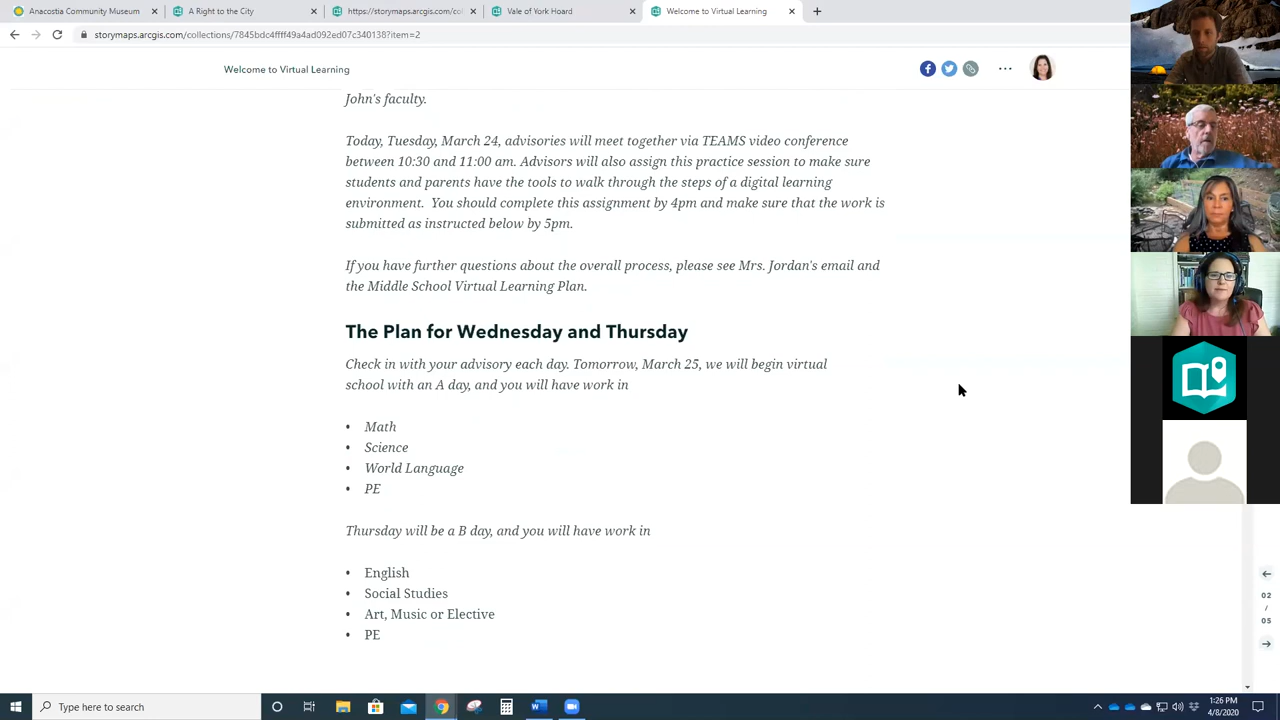 Anacostia Community Museum
A Right to the City
https://storymaps.arcgis.com/col
Vale of York Hoard
Welcome to Virtual Learning
storymaps.arcgis.com/collections/7845bdc4ffff49a4ad092ed07c340138?item=2
Welcome to Virtual Learning
John's faculty.
Today, Tuesday, March 24, advisories will meet together via TEAMS video conference
between 10:30 and 11:00 am. Advisors will also assign this practice session to make sure
students and parents have the tools to walk through the steps of a digital learning
environment.  You should complete this assignment by 4pm and make sure that the work is
submitted as instructed below by 5pm.
If you have further questions about the overall process, please see Mrs. Jordan's email and
the Middle School Virtual Learning Plan.
The Plan for Wednesday and Thursday
Check in with your advisory each day. Tomorrow, March 25, we will begin virtual
school with an A day, and you will have work in
• Math
• Science
• World Language
• PE
Thursday will be a B day, and you will have work in
• English
• Social Studies
• Art, Music or Elective
• PE
02
/
05
Type here to search
1:26 PM
4/8/2020